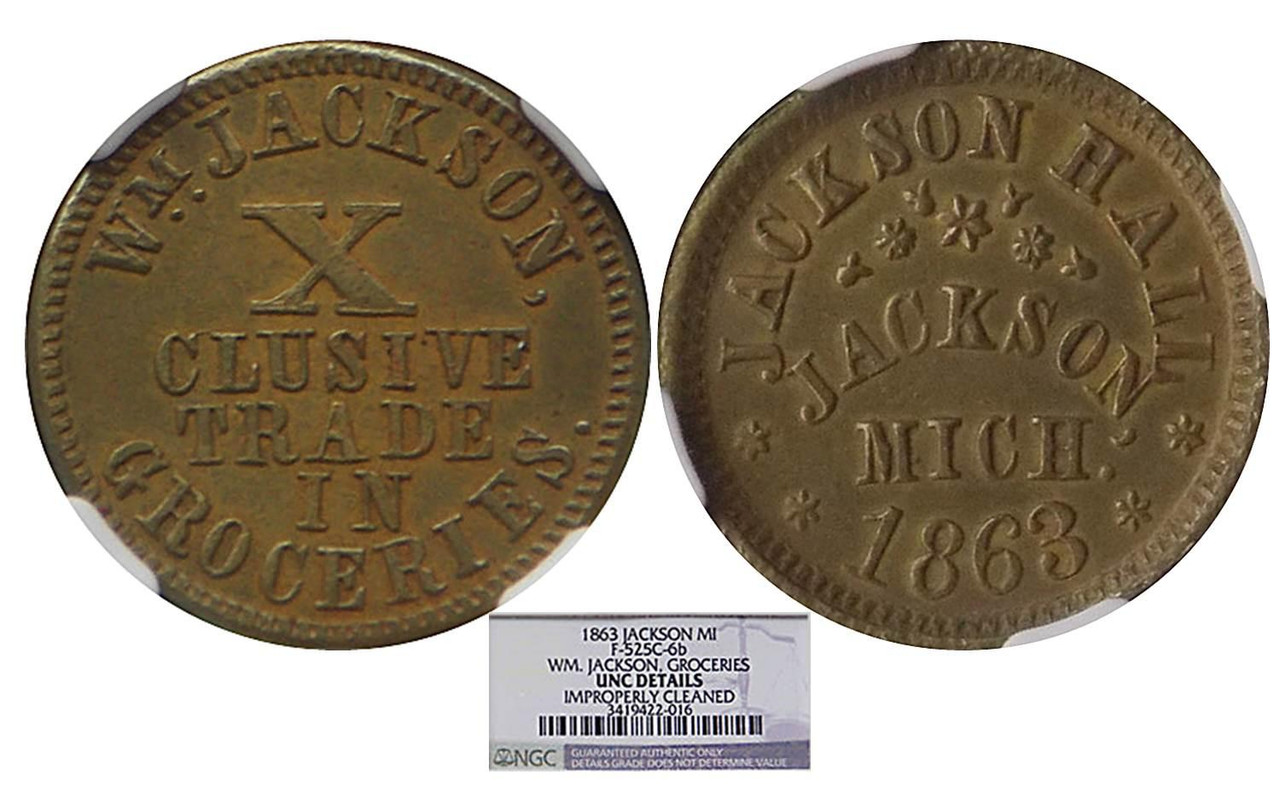 WM. JACKSON,
X
CLUSIVE
TRADE
IN
GROCERIES.
JACKSON HALL
JACKSON,
MICH.
1863
1863 JACKSON MI
F-525C-6b
WM. JACKSON, GROCERIES
UNC DETAILS
IMPROPERLY CLEANED
3419422-016
NGC
GUARANTEED AUTHENTIC ONLY
DETAILS GRADE DOES NOT DETERMINE VALUE